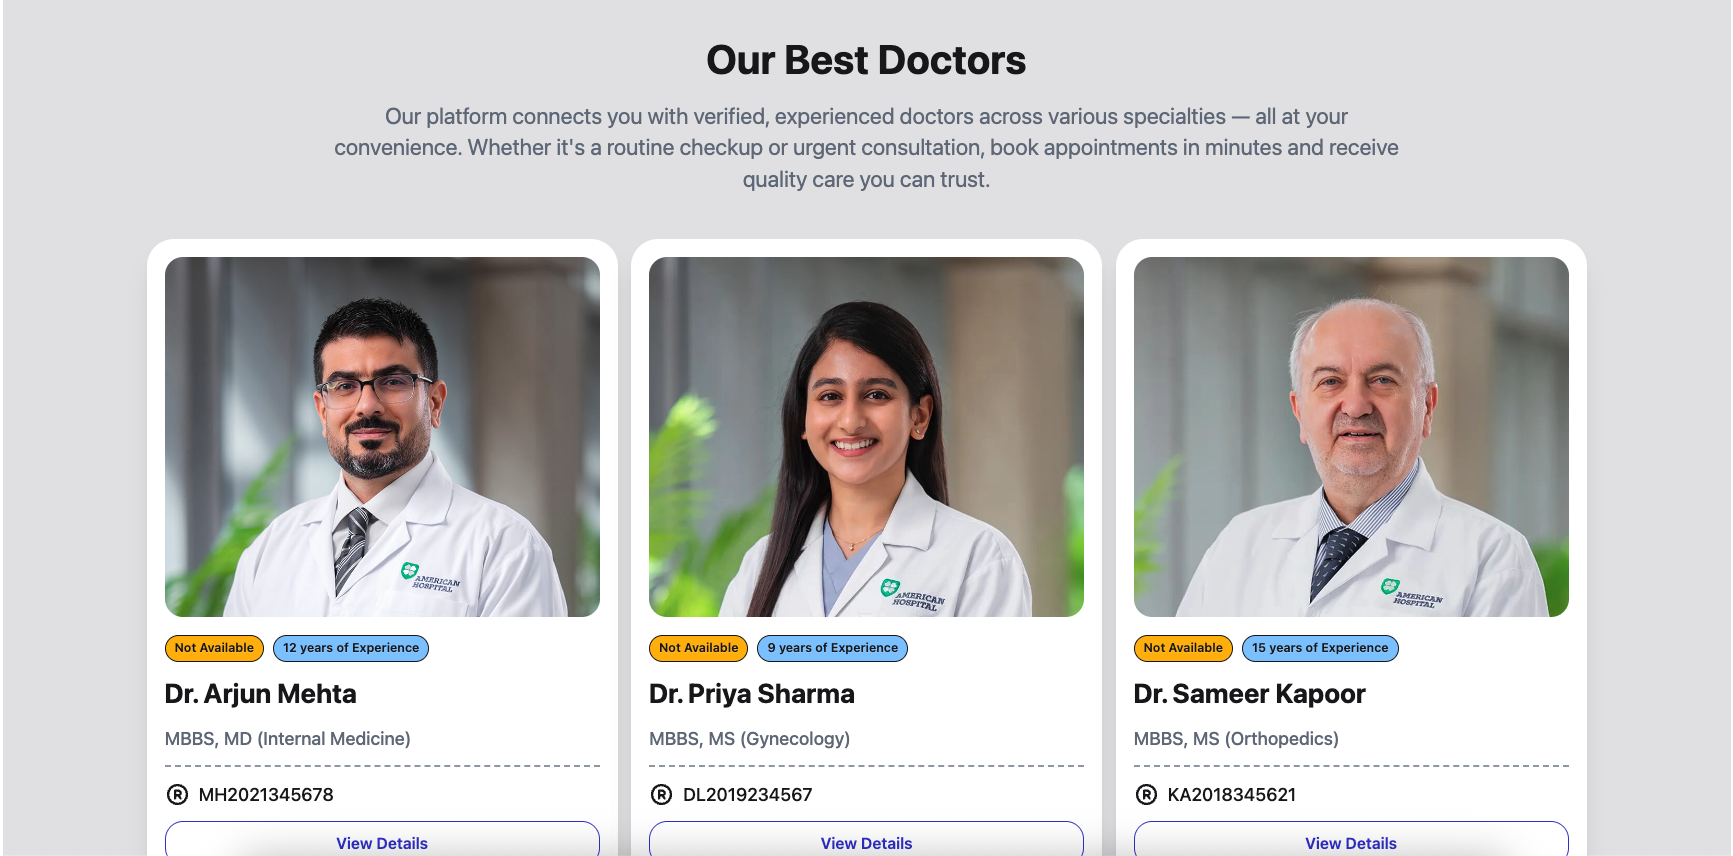 Our Best Doctors
Our platform connects you with verified, experienced doctors across various specialties — all at your
convenience. Whether it's a routine checkup or urgent consultation, book appointments in minutes and receive
quality care you can trust.
AMERICAN
HOSPITAL
Not Available
12 years of Experience
Dr. Arjun Mehta
MBBS, MD (Internal Medicine)
® MH2021345678
View Details
AMERICAN
HOSPITAL
Not Available
9 years of Experience
Dr. Priya Sharma
MBBS, MS (Gynecology)
® DL2019234567
View Details
AMERICAN
HOSPITAL
Not Available
15 years of Experience
Dr. Sameer Kapoor
MBBS, MS (Orthopedics)
® KA2018345621
View Details